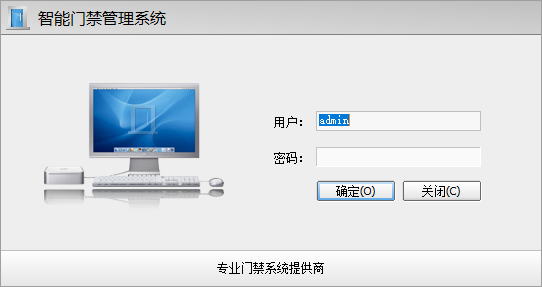 智能门禁管理系统
用户：
admin
密码：
确定(O)
关闭(C)
专业门禁系统提供商